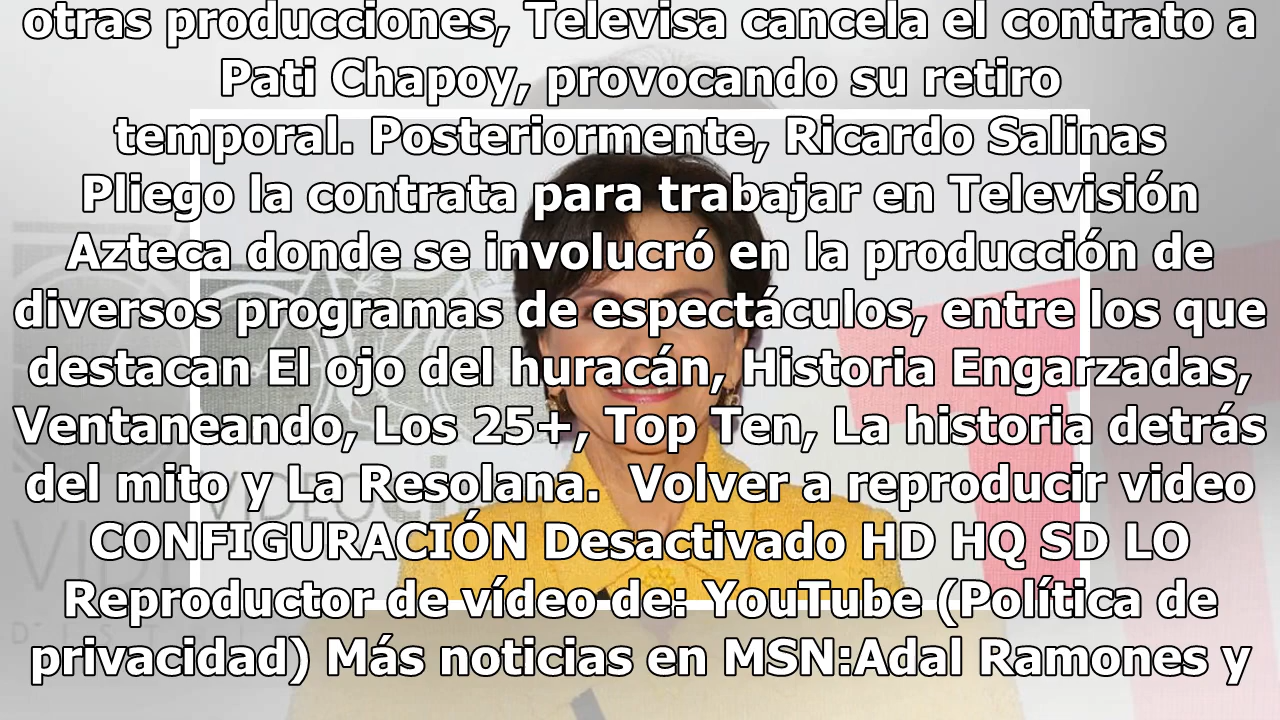 otras producciones, Televisa cancela el contrato a
Pati Chapoy, provocando su retiro
temporal. Posteriormente, Ricardo Salinas
Pliego la contrata para trabajar en Televisión
Azteca donde se involucró en la producción de
diversos programas de espectáculos, entre los que
destacan El ojo del huracán, Historia Engarzadas,
Ventaneando, Los 25+, Top Ten, La historia detrás
del mito y La Resolana.  Volver a reproducir video
CONFIGURACIÓN Desactivado HD HQ SD LO
Reproductor de vídeo de: YouTube (Política de
privacidad) Más noticias en MSN:Adal Ramones y